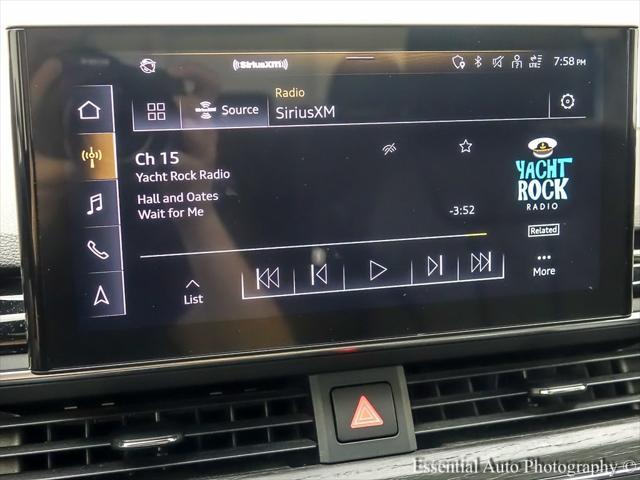 ((SiriusXM))
LTE
7:58 PM
Radio
SiriusXM
Source
Ch 15
Yacht Rock Radio
Hall and Oates
Wait for Me
-3:52
YACHT
ROCK
RADIO
Related
List
More
Essential Auto Photography ©